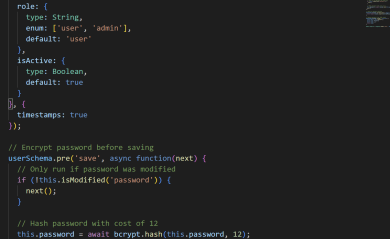 role: {
type: String,
enum: ['user', 'admin'],
default: 'user'
},
isActive: {
type: Boolean,
default: true
}
}, {
timestamps: true
});
// Encrypt password before saving
userSchema.pre('save', async function(next) {
// Only run if password was modified
if (!this.isModified('password')) {
next();
}
// Hash password with cost of 12
this.password = await bcrypt.hash(this.password, 12);